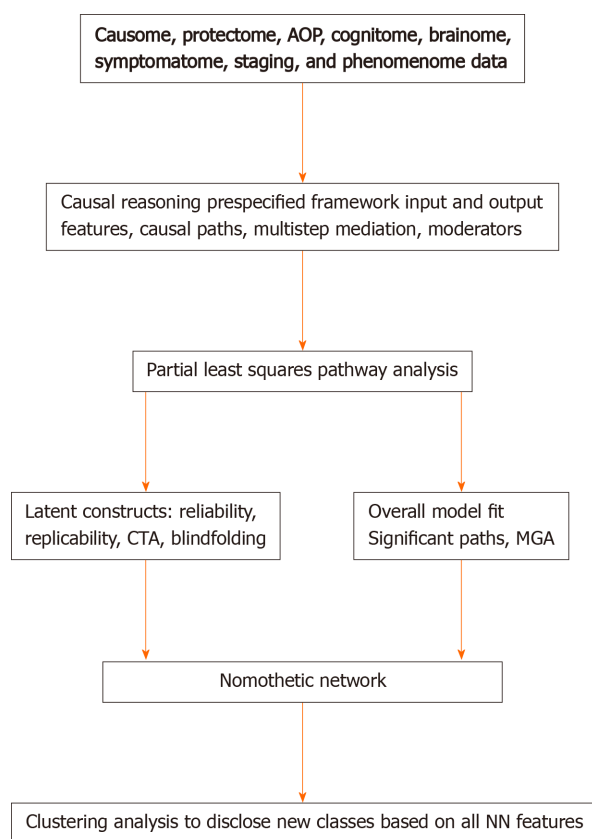 Causome, protectome, AOP, cognitome, brainome,
symptomatome, staging, and phenomenome data
Causal reasoning prespecified framework input and output
features, causal paths, multistep mediation, moderators
Partial least squares pathway analysis
Latent constructs: reliability,
replicability, CTA, blindfolding
Overall model fit
Significant paths, MGA
Nomothetic network
Clustering analysis to disclose new classes based on all NN features